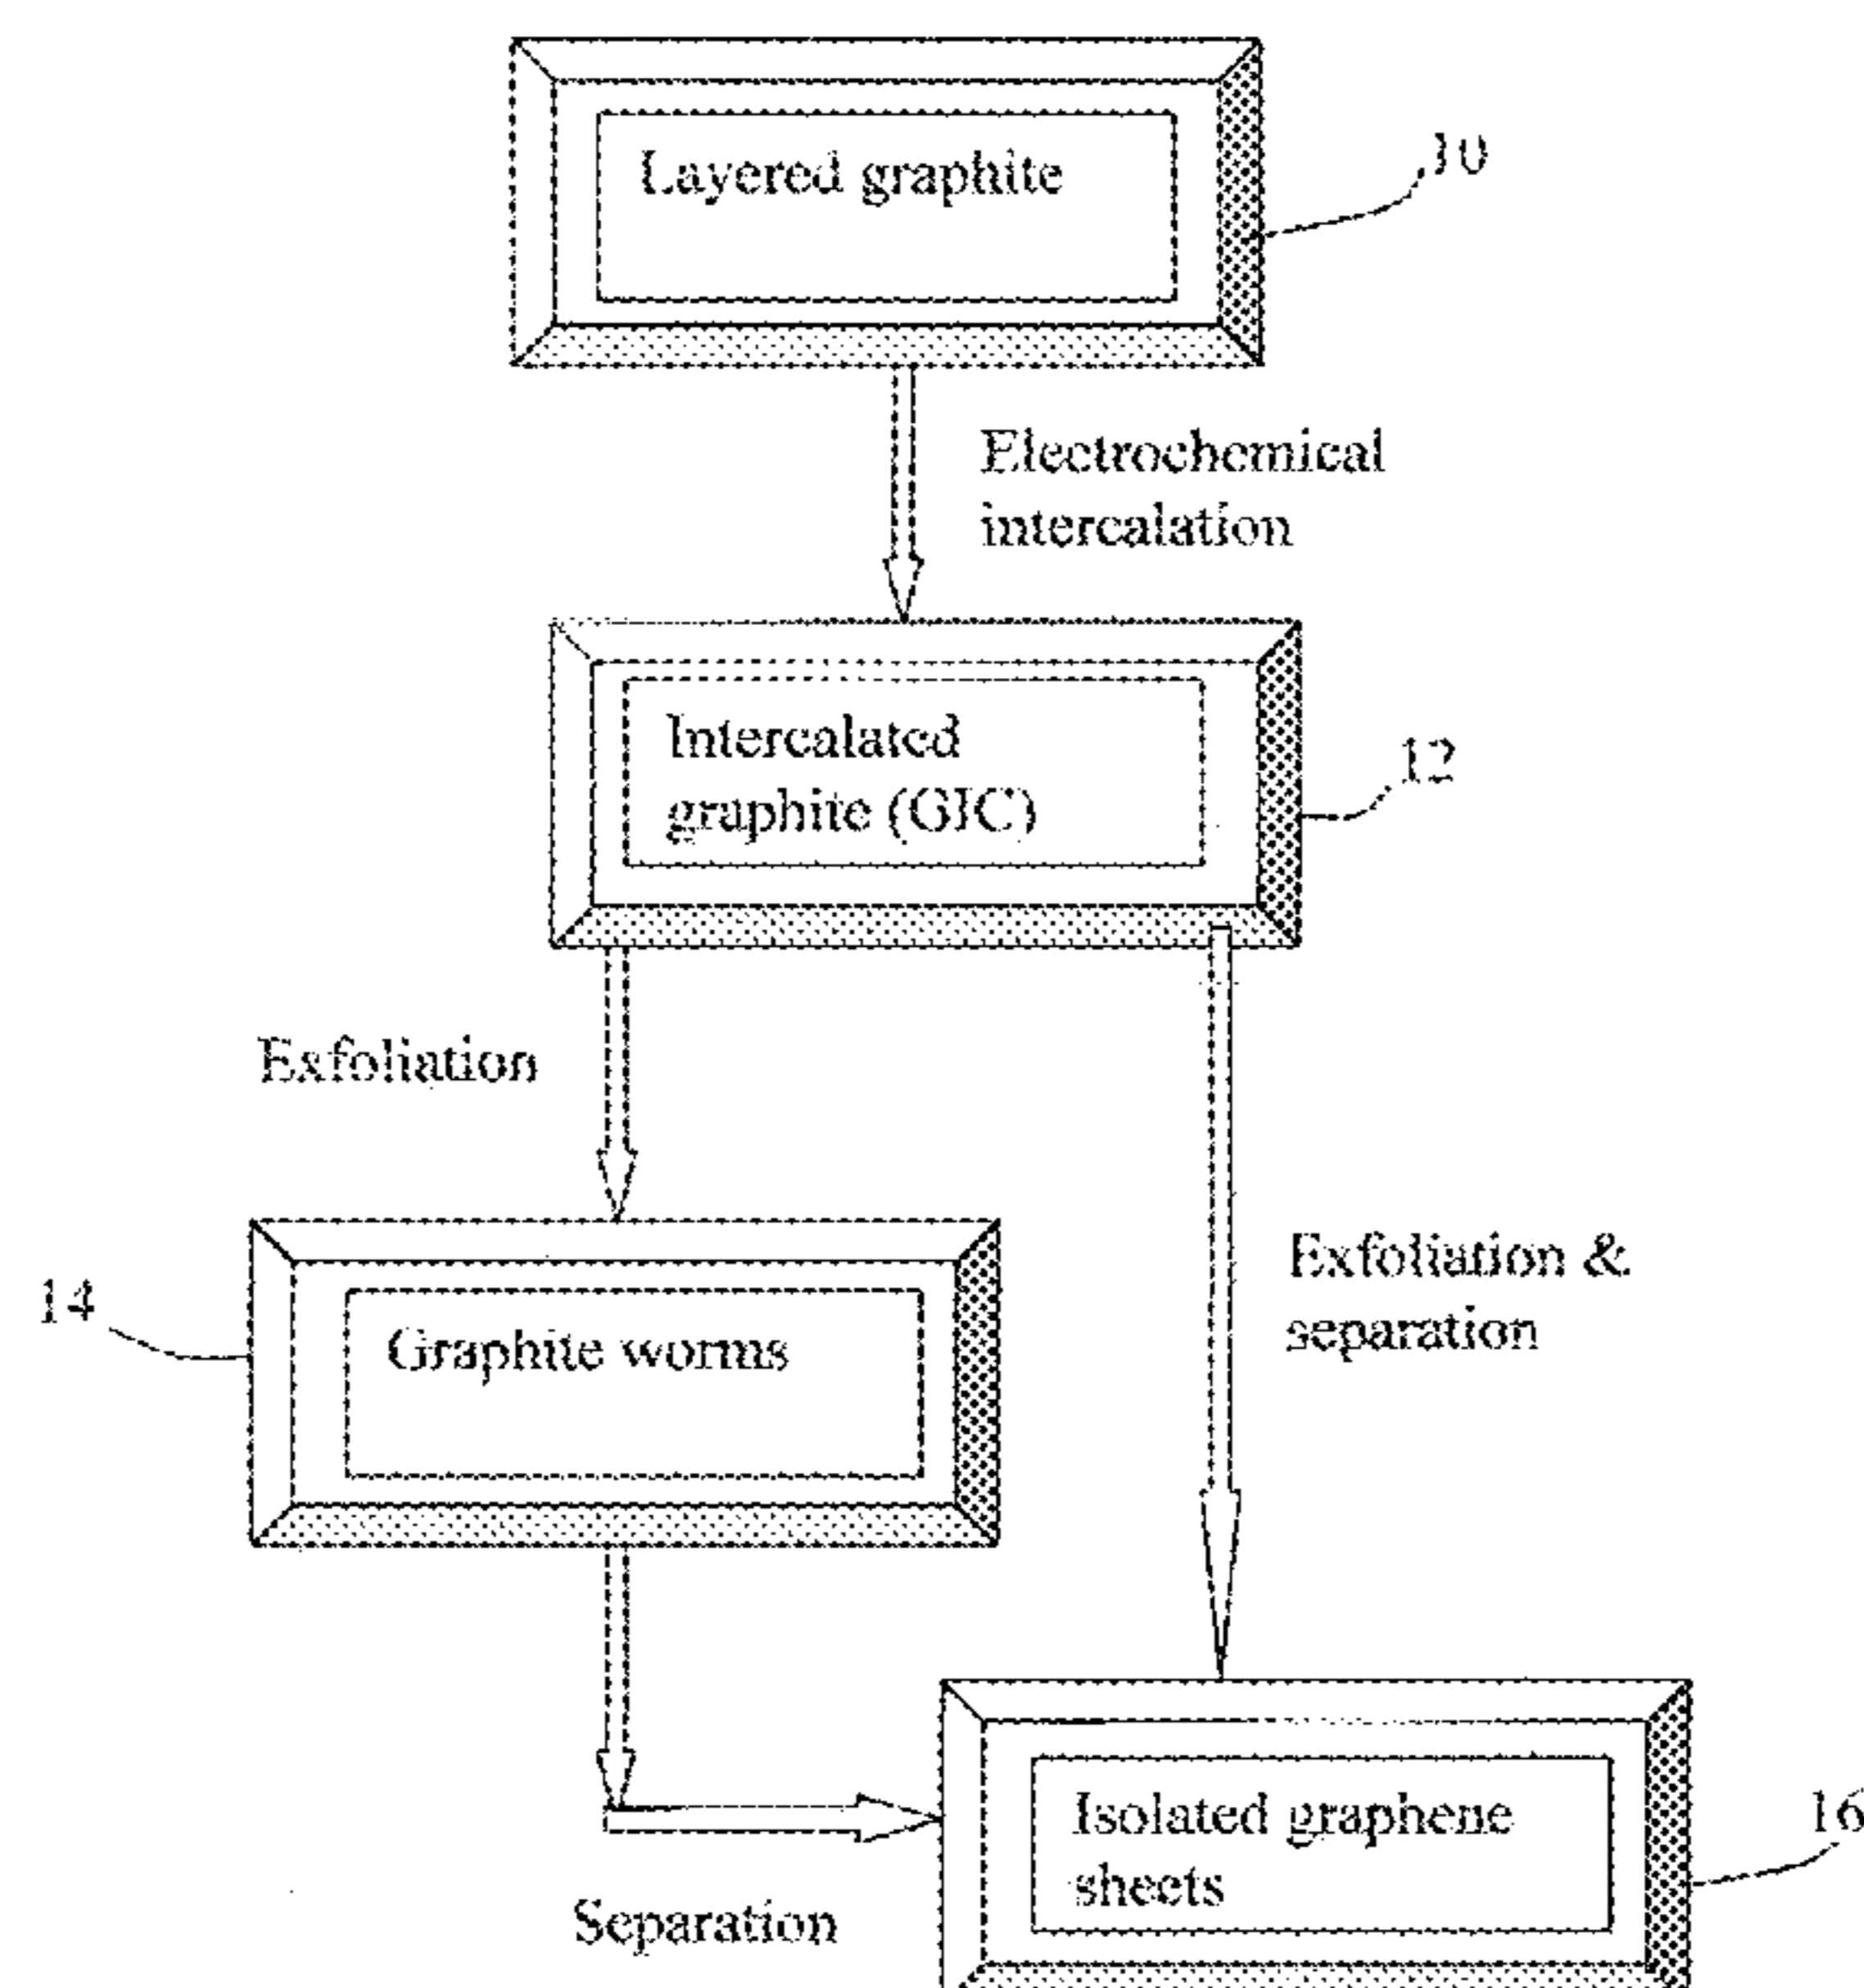 Layered graphite
10
Electrochemical
intercalation
Intercalated
graphite (GIC)
12
Exfoliation
Exfoliation &
separation
14
Graphite worms
Isolated graphene
sheets
16
Separation